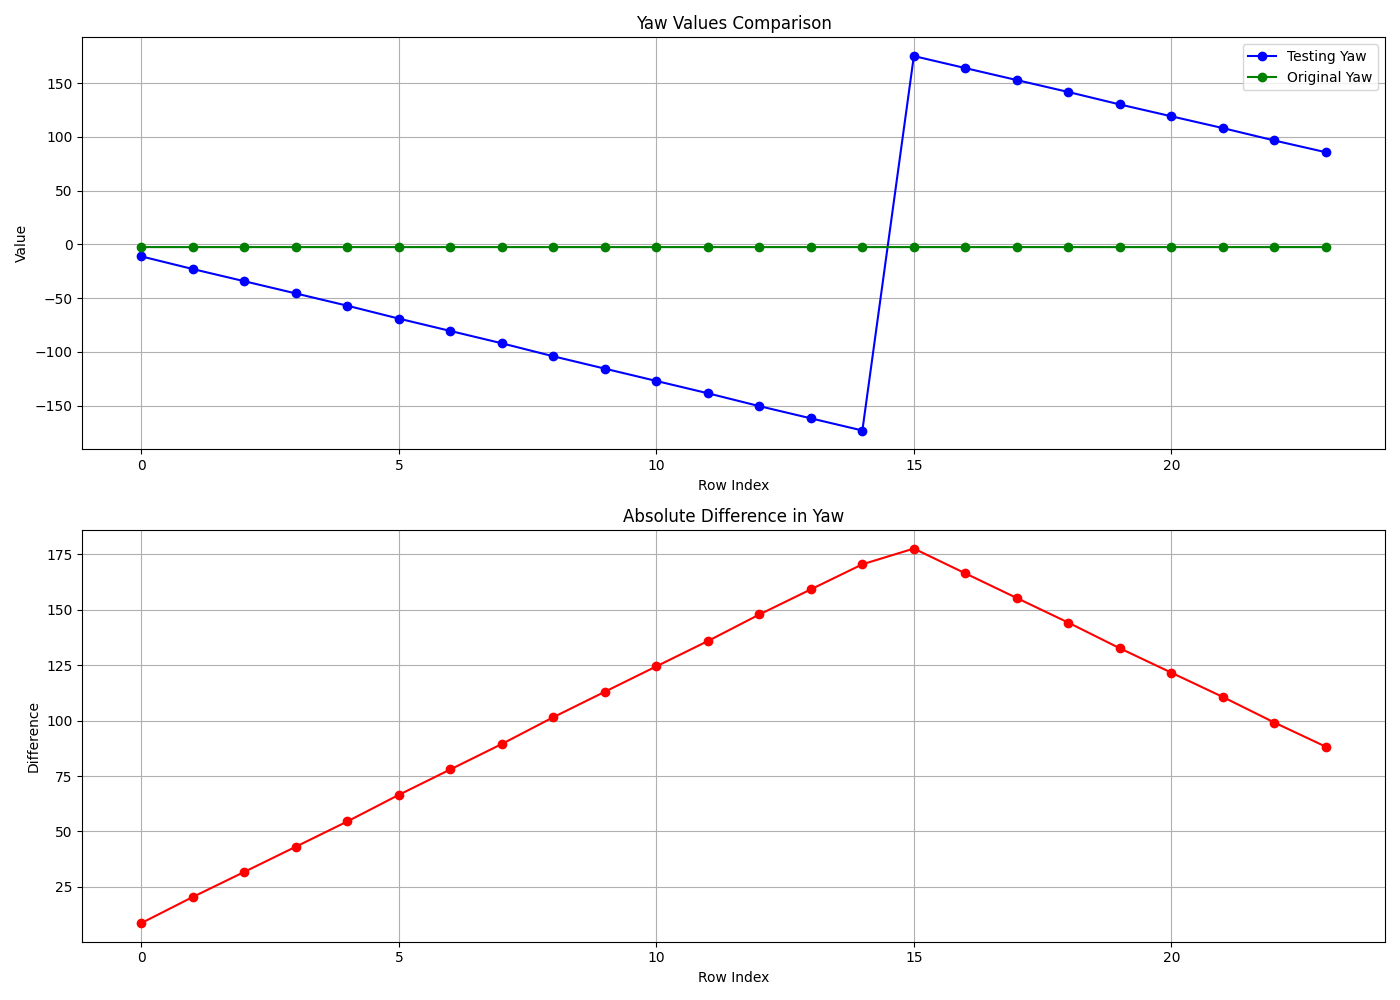 Yaw Values Comparison
Testing Yaw
Original Yaw
150
100
50
0
−50
−100
−150
Value
0 5 10 15 20
Row Index
Absolute Difference in Yaw
175
150
125
100
75
50
25
Difference
0 5 10 15 20
Row Index